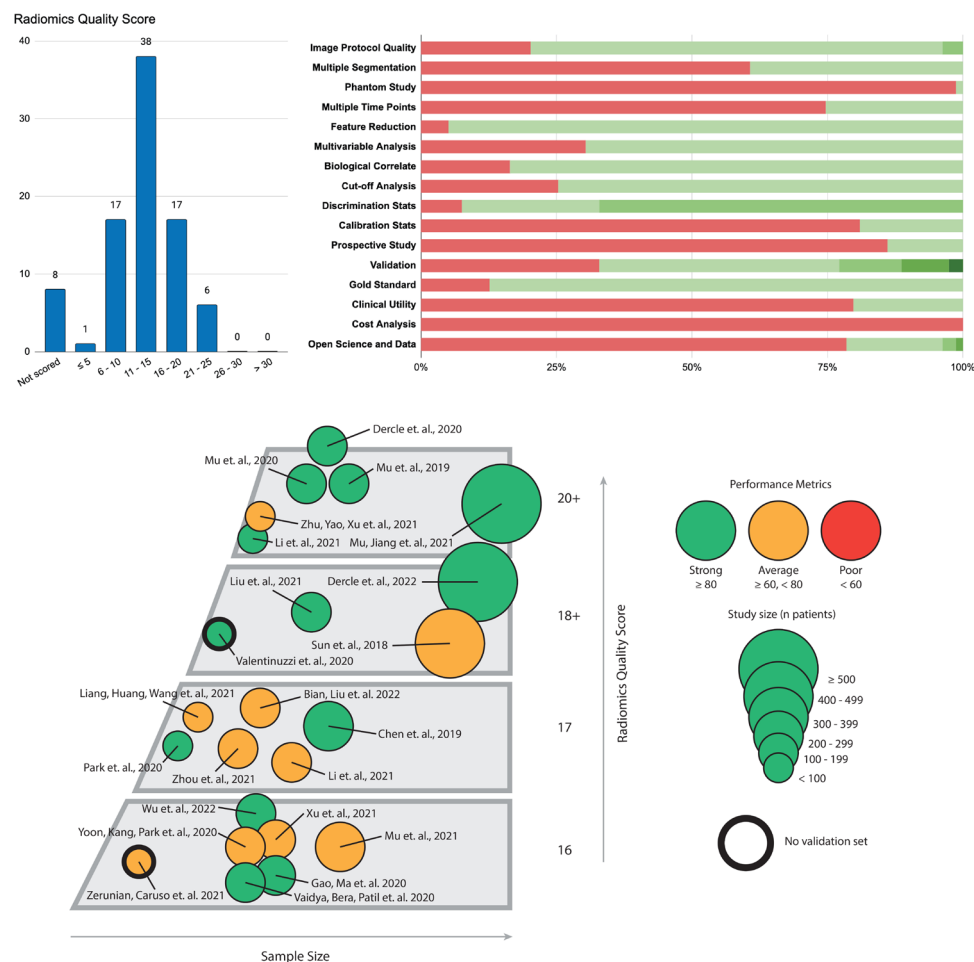 Radiomics Quality Score
40
30
20
10
0
8
1
17
38
17
6
0
0
Not scored
≤ 5
6 - 10
11 - 15
16 - 20
21 - 25
26 - 30
> 30
Image Protocol Quality
Multiple Segmentation
Phantom Study
Multiple Time Points
Feature Reduction
Multivariable Analysis
Biological Correlate
Cut-off Analysis
Discrimination Stats
Calibration Stats
Prospective Study
Validation
Gold Standard
Clinical Utility
Cost Analysis
Open Science and Data
0%
25%
50%
75%
100%
Dercle et. al., 2020
Mu et. al., 2020
Mu et. al., 2019
Zhu, Yao, Xu et. al., 2021
Li et. al., 2021
Mu, Jiang et. al., 2021
20+
Liu et. al., 2021
Dercle et. al., 2022
Sun et. al., 2018
Valentinuzzi et. al., 2020
18+
Liang, Huang, Wang et. al., 2021
Bian, Liu et. al. 2022
Chen et. al., 2019
Park et. al., 2020
Zhou et. al., 2021
Li et. al., 2021
17
Wu et. al., 2022
Xu et. al., 2021
Yoon, Kang, Park et. al., 2020
Mu et. al., 2021
Gao, Ma et. al. 2020
Zerunian, Caruso et. al. 2021
Vaidya, Bera, Patil et. al. 2020
16
Sample Size
Radiomics Quality Score
Performance Metrics
Strong
≥ 80
Average
≥ 60, < 80
Poor
< 60
Study size (n patients)
≥ 500
400 - 499
300 - 399
200 - 299
100 - 199
< 100
No validation set